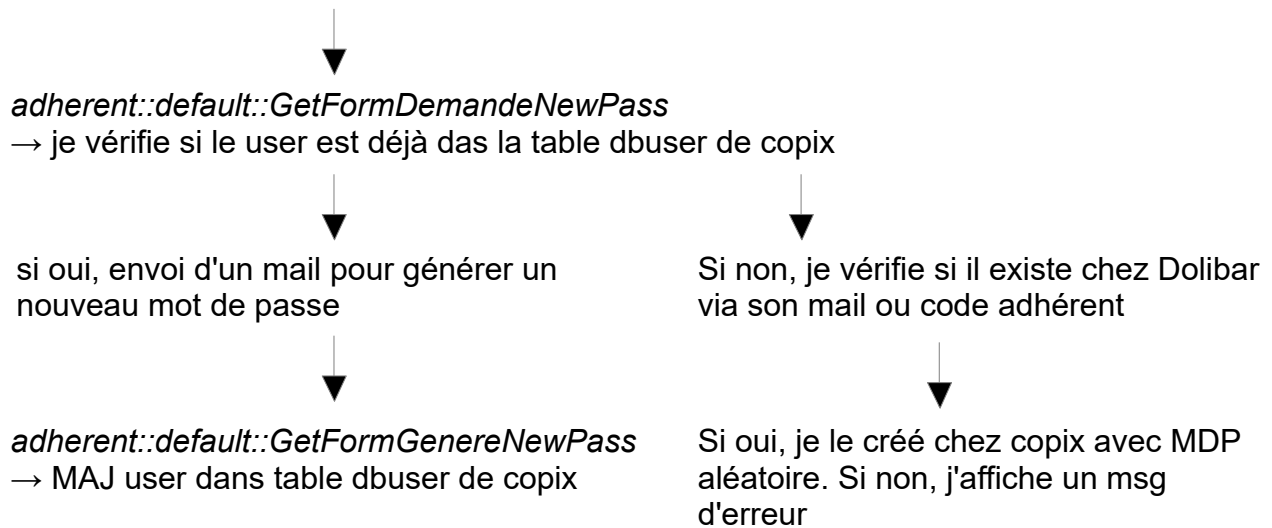 adherent::default::GetFormDemandeNewPass
→ je vérifie si le user est déjà das la table dbuser de copix
si oui, envoi d'un mail pour générer un
nouveau mot de passe
Si non, je vérifie si il existe chez Dolibar
via son mail ou code adhérent
adherent::default::GetFormGenereNewPass
→ MAJ user dans table dbuser de copix
Si oui, je le créé chez copix avec MDP
aléatoire. Si non, j'affiche un msg
d'erreur